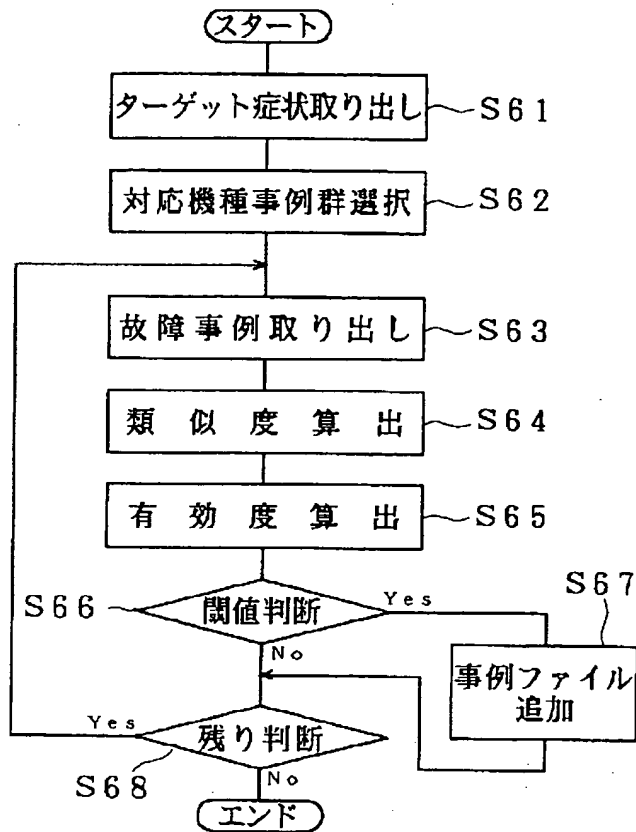 スタート
ターゲット症状取り出し S61
対応機種事例群選択 S62
故障事例取り出し S63
類似度算出 S64
有効度算出 S65
S66 閾値判断 Yes S67
No
事例ファイル
追加
Yes 残り判断
S68 No
エンド